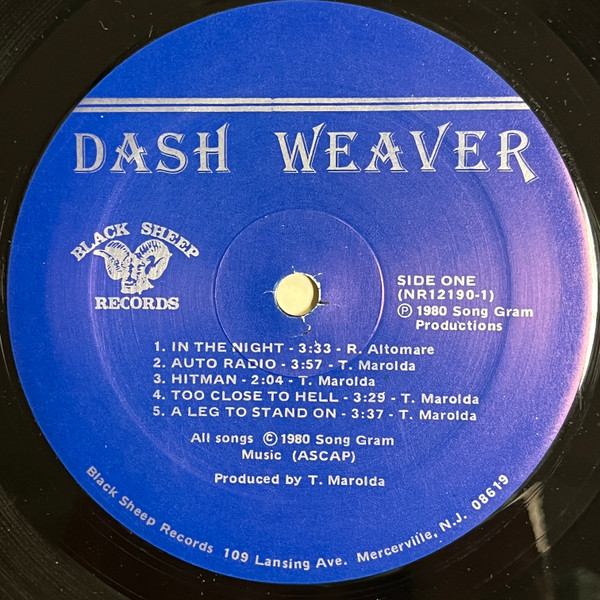 DASH WEAVER
BLACK SHEEP
RECORDS
SIDE ONE
(NR12190-1)
Ⓟ 1980 Song Gram
Productions
1. IN THE NIGHT - 3:33 - R. Altomare
2. AUTO RADIO - 3:57 - T. Marolda
3. HITMAN - 2:04 - T. Marolda
4. TOO CLOSE TO HELL - 3:29 - T. Marolda
5. A LEG TO STAND ON - 3:37 - T. Marolda
All songs © 1980 Song Gram
Music (ASCAP)
Produced by T. Marolda
Black Sheep Records 109 Lansing Ave. Mercerville, N.J. 08619